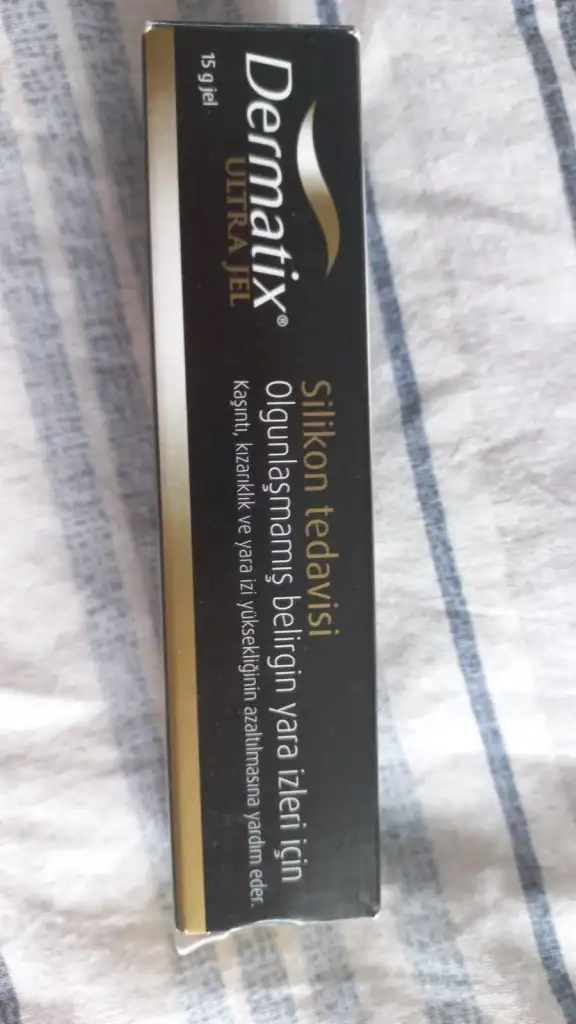 Dermatix®
ULTRA JEL
15 g jel
Silikon tedavisi
Olgunlaşmamış belirgin yara izleri için
Kaşıntı, kızarıklık ve yara izi yüksekliğinin azaltılmasına yardım eder.